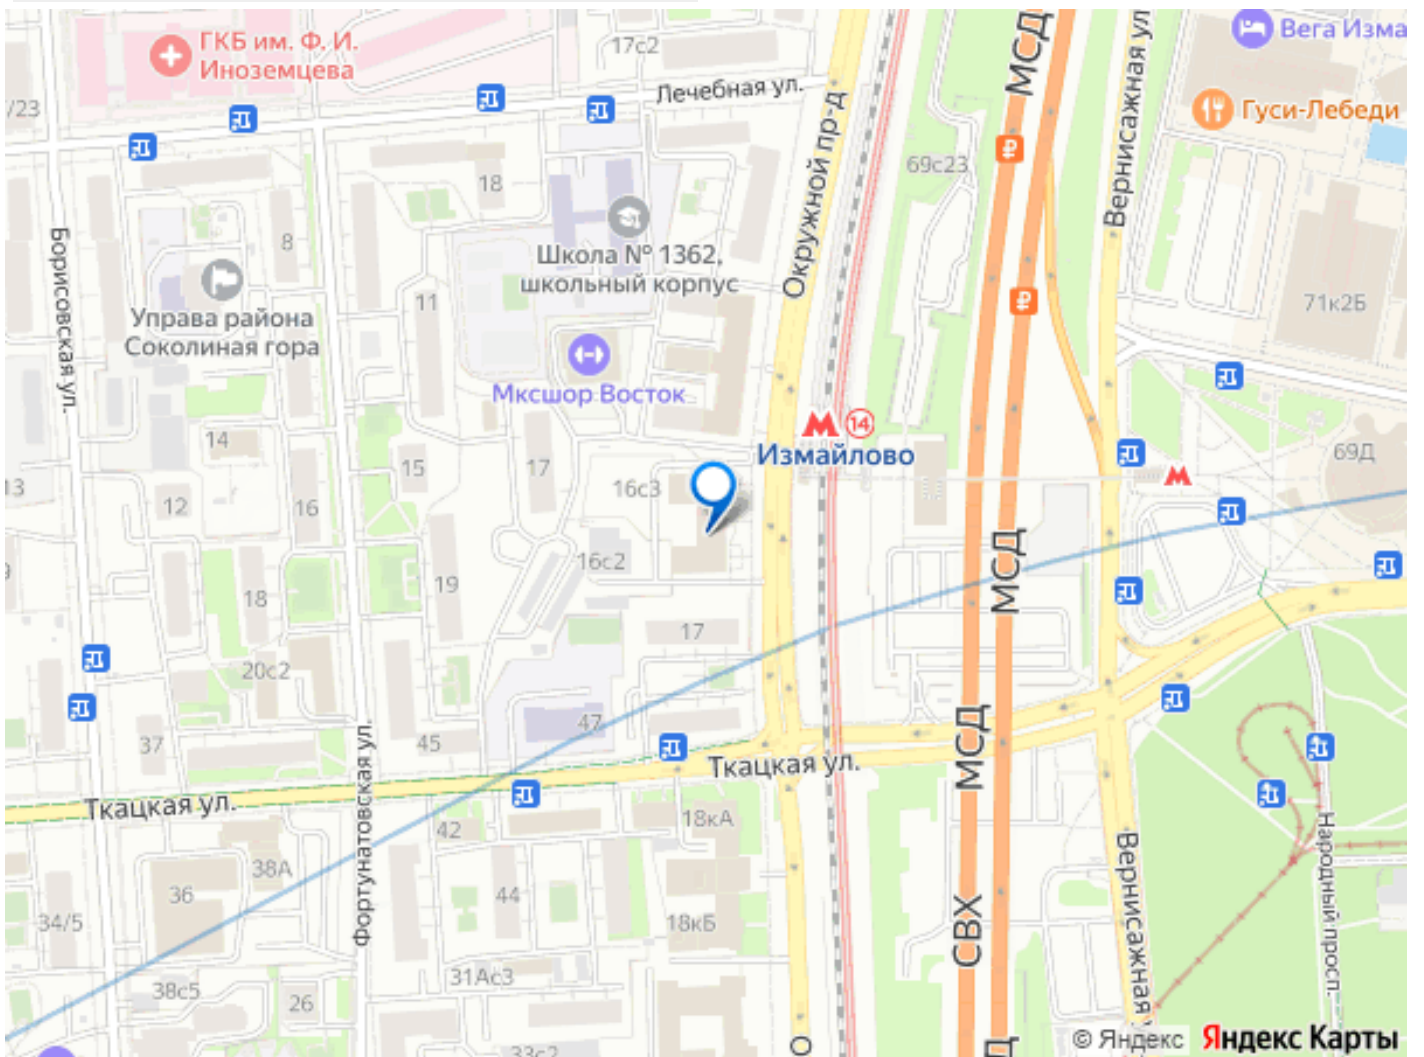 17с2
ГКБ им. Ф. И.
Иноземцева
Вега Изма
МСД
Вернисажная ул
Лечебная ул.
/23
Гуси-Лебеди
Окружной пр-д
69с23
18
Борисовская ул.
8
Школа № 1362,
школьный корпус
11
71к2Б
Управа района
Соколиная гора
Мксшор Восток
14
Измайлово
14
15
17
69Д
М
13
16с3
12
16
МСД
МСД
16с2
19
18
17
20с2
47
37
45
МСД
МСД
Ткацкая ул.
Ткацкая ул.
Фортунатовская ул.
42
18кА
Вернисажная
Народный просп.
38А
36
44
34/5
18кБ
СВХ
31Ас3
38с5
26
33с2
О
Д
© Яндекс Яндекс Карты